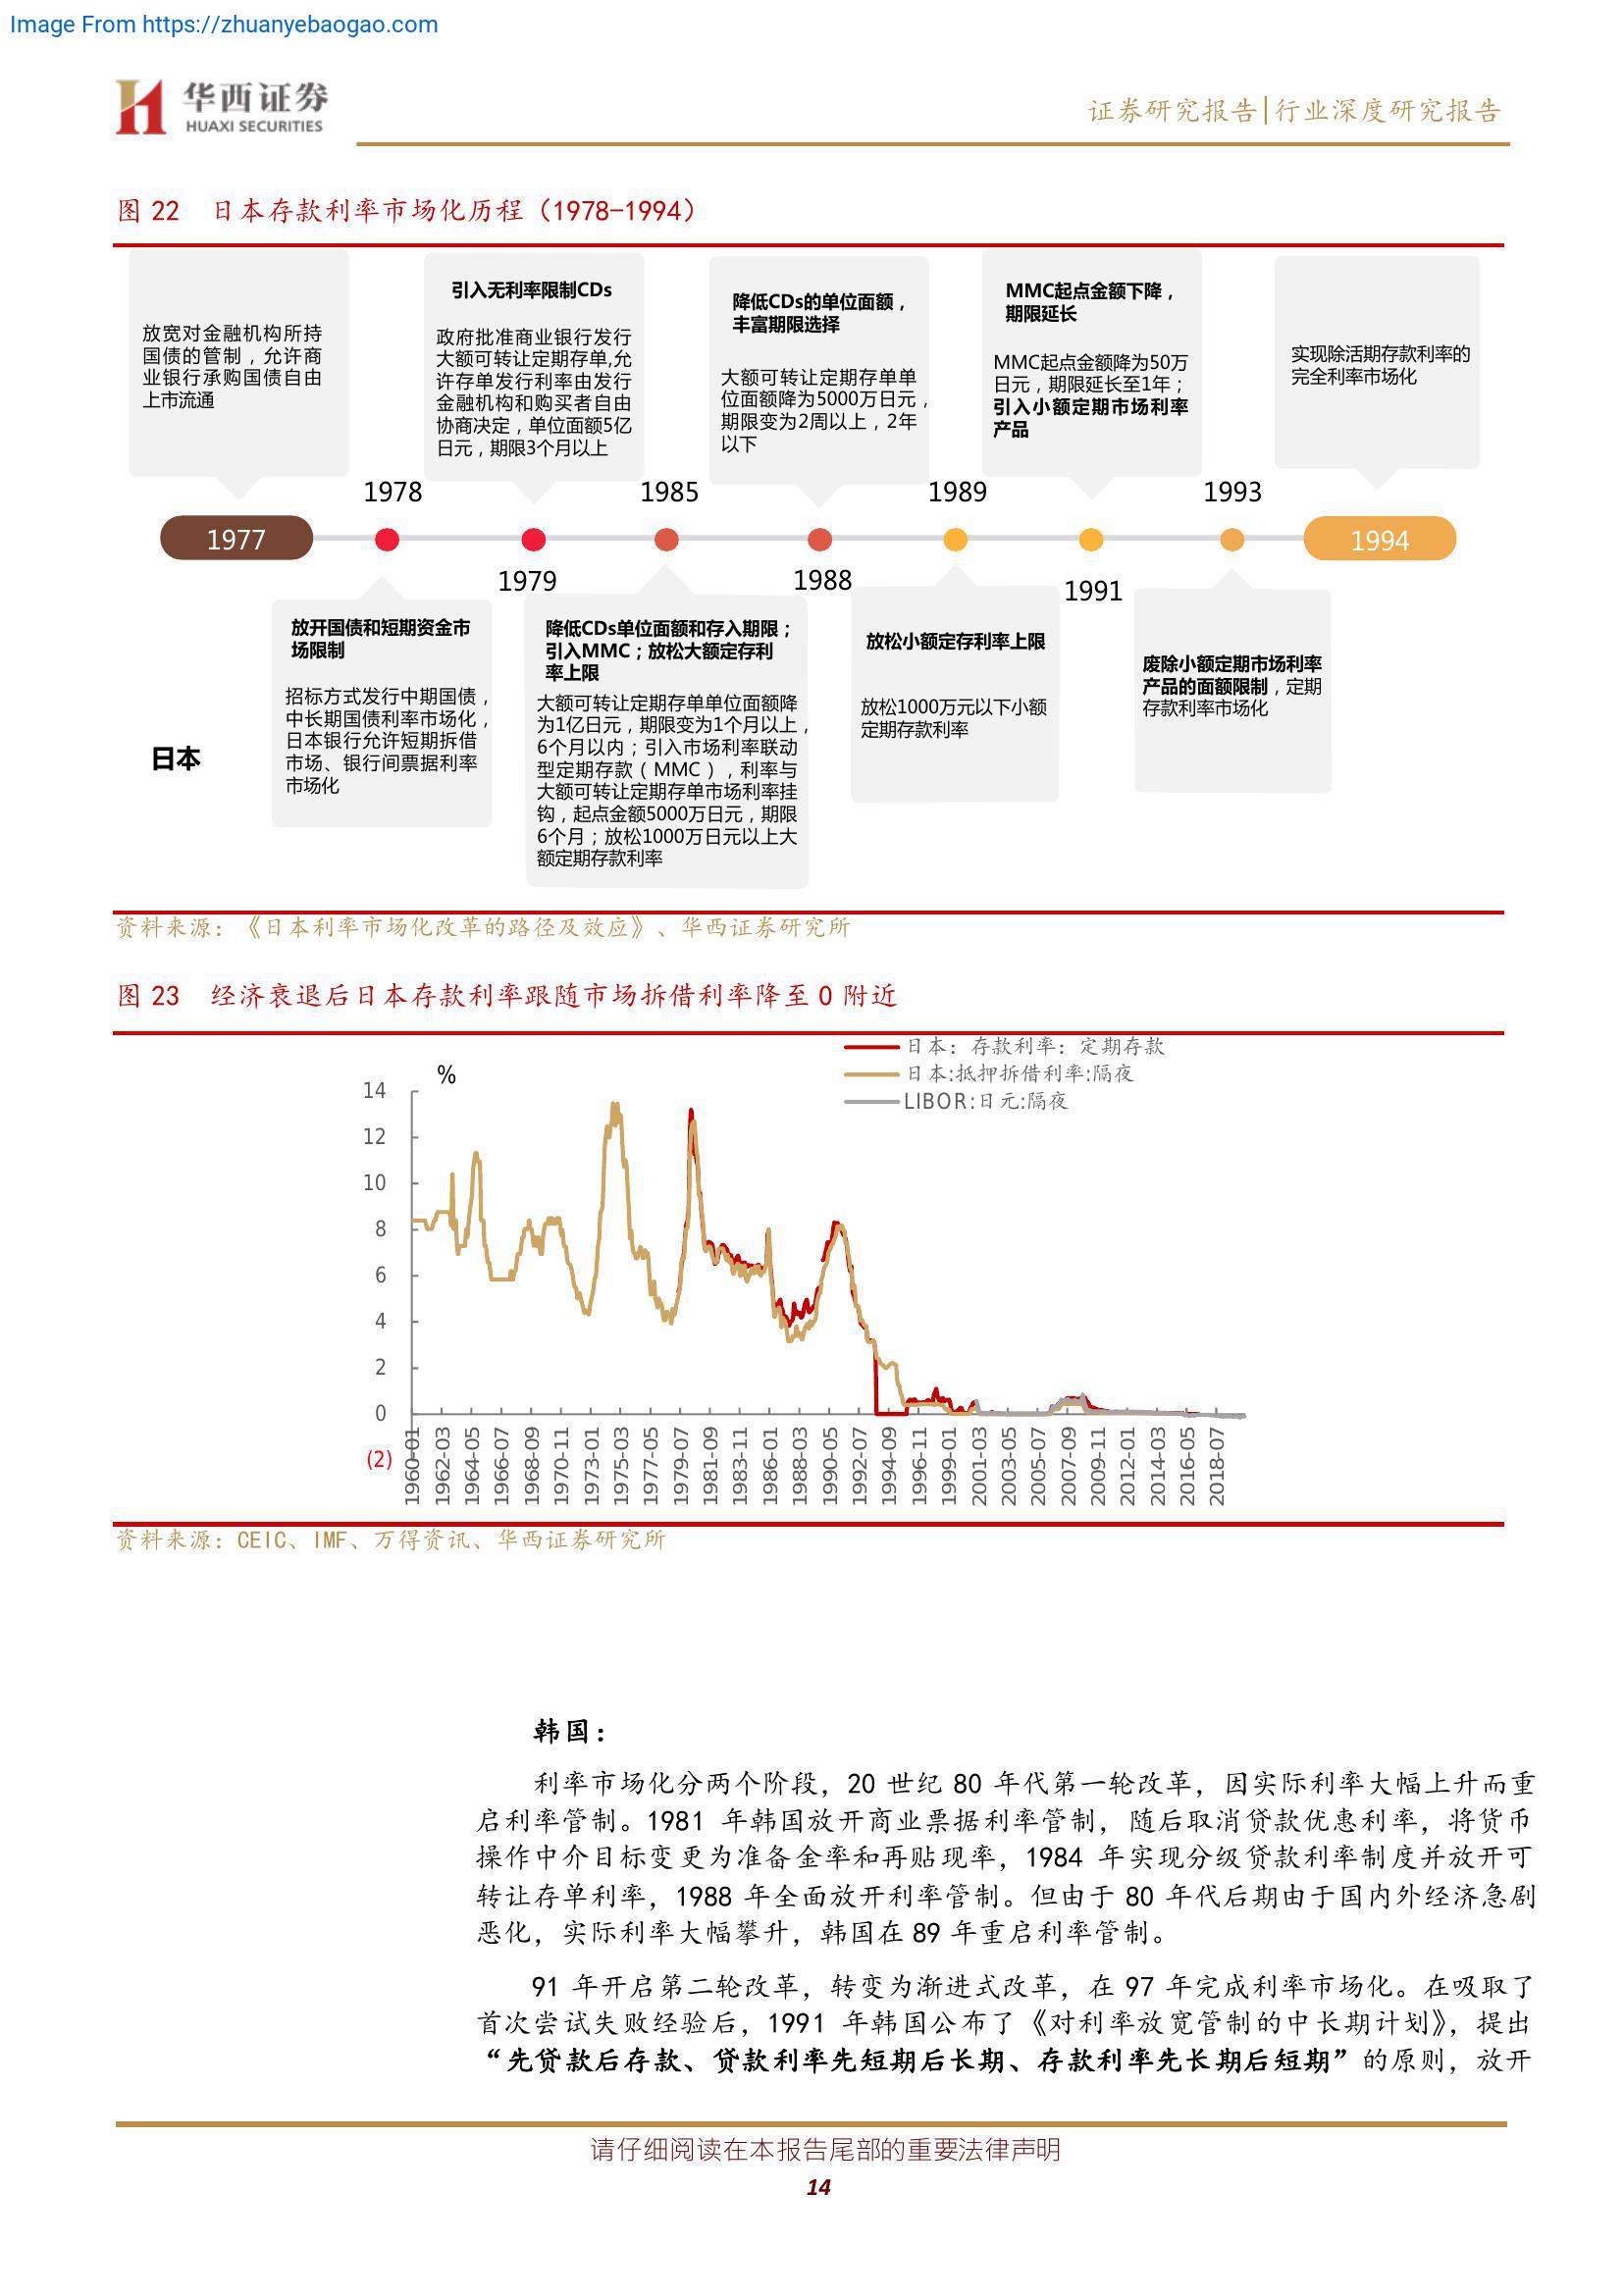 Image From https://zhuanyebaogao.com
华西证券
HUAXI SECURITIES
证券研究报告|行业深度研究报告
图 22 日本存款利率市场化历程（1978-1994）
放宽对金融机构所持
国债的管制，允许商
业银行承购国债自由
上市流通
引入无利率限制CDs
政府批准商业银行发行
大额可转让定期存单,允
许存单发行利率由发行
金融机构和购买者自由
协商决定，单位面额5亿
日元，期限3个月以上
降低CDs的单位面额，
丰富期限选择
大额可转让定期存单单
位面额降为5000万日元，
期限变为2周以上，2年
以下
MMC起点金额下降，
期限延长
MMC起点金额降为50万
日元，期限延长至1年；
引入小额定期市场利率
产品
实现除活期存款利率的
完全利率市场化
1978
1985
1989
1993
1977
1994
1979
1988
1991
放开国债和短期资金市
场限制
招标方式发行中期国债，
中长期国债利率市场化，
日本银行允许短期拆借
市场、银行间票据利率
市场化
降低CDs单位面额和存入期限；
引入MMC；放松大额定存利
率上限
大额可转让定期存单单位面额降
为1亿日元，期限变为1个月以上，
6个月以内；引入市场利率联动
型定期存款（MMC），利率与
大额可转让定期存单市场利率挂
钩，起点金额5000万日元，期限
6个月；放松1000万日元以上大
额定期存款利率
放松小额定存利率上限
放松1000万元以下小额
定期存款利率
废除小额定期市场利率
产品的面额限制，定期
存款利率市场化
日本
资料来源：《日本利率市场化改革的路径及效应》、华西证券研究所
图 23 经济衰退后日本存款利率跟随市场拆借利率降至 0 附近
日本：存款利率：定期存款
日本:抵押拆借利率:隔夜
LIBOR:日元:隔夜
%
14
12
10
8
6
4
2
0
(2)
1960-01
1962-03
1964-05
1966-07
1968-09
1970-11
1973-01
1975-03
1977-05
1979-07
1981-09
1983-11
1986-01
1988-03
1990-05
1992-07
1994-09
1996-11
1999-01
2001-03
2003-05
2005-07
2007-09
2009-11
2012-01
2014-03
2016-05
2018-07
资料来源：CEIC、IMF、万得资讯、华西证券研究所
韩国：
利率市场化分两个阶段，20 世纪 80 年代第一轮改革，因实际利率大幅上升而重
启利率管制。1981 年韩国放开商业票据利率管制，随后取消贷款优惠利率，将货币
操作中介目标变更为准备金率和再贴现率，1984 年实现分级贷款利率制度并放开可
转让存单利率，1988 年全面放开利率管制。但由于 80 年代后期由于国内外经济急剧
恶化，实际利率大幅攀升，韩国在 89 年重启利率管制。
91 年开启第二轮改革，转变为渐进式改革，在 97 年完成利率市场化。在吸取了
首次尝试失败经验后，1991 年韩国公布了《对利率放宽管制的中长期计划》，提出
“先贷款后存款、贷款利率先短期后长期、存款利率先长期后短期”的原则，放开
请仔细阅读在本报告尾部的重要法律声明
14